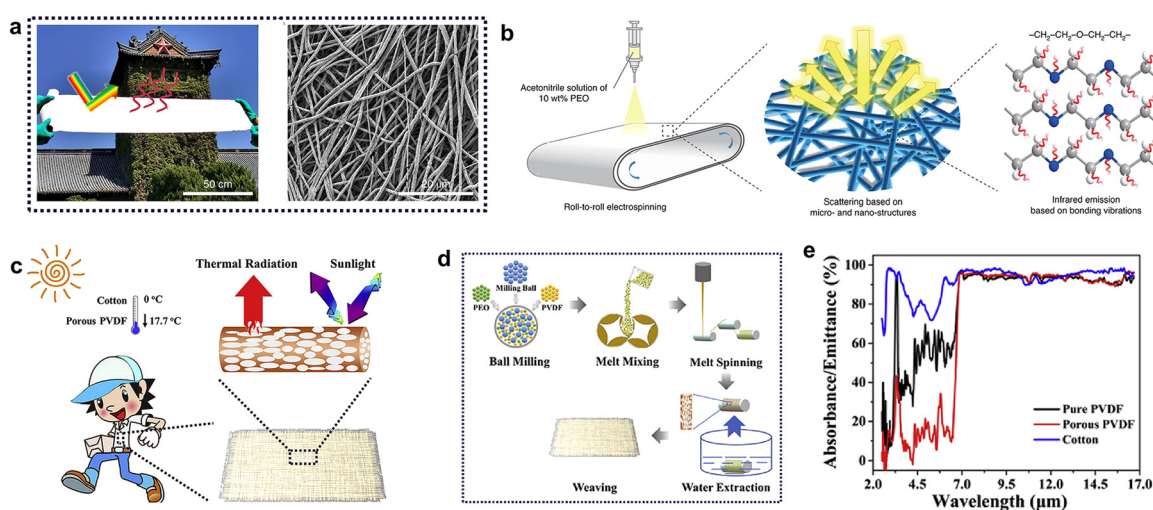 a
50 cm
20 μm
b
Acetonitrile solution of
10 wt% PEO
Roll-to-roll electrospinning
Scattering based on
micro- and nano-structures
–CH₂–CH₂–O–CH₂–CH₂–
Infrared emission
based on bonding vibrations
c
Thermal Radiation
Sunlight
Cotton
0 °C
Porous PVDF
17.7 °C
d
Milling Ball
PEO
PVDF
Ball Milling
Melt Mixing
Melt Spinning
Weaving
Water Extraction
e
Absorbance/Emittance (%)
100
80
60
40
20
0
Pure PVDF
Porous PVDF
Cotton
2.0 4.5 7.0 9.5 12.0 14.5 17.0
Wavelength (μm)